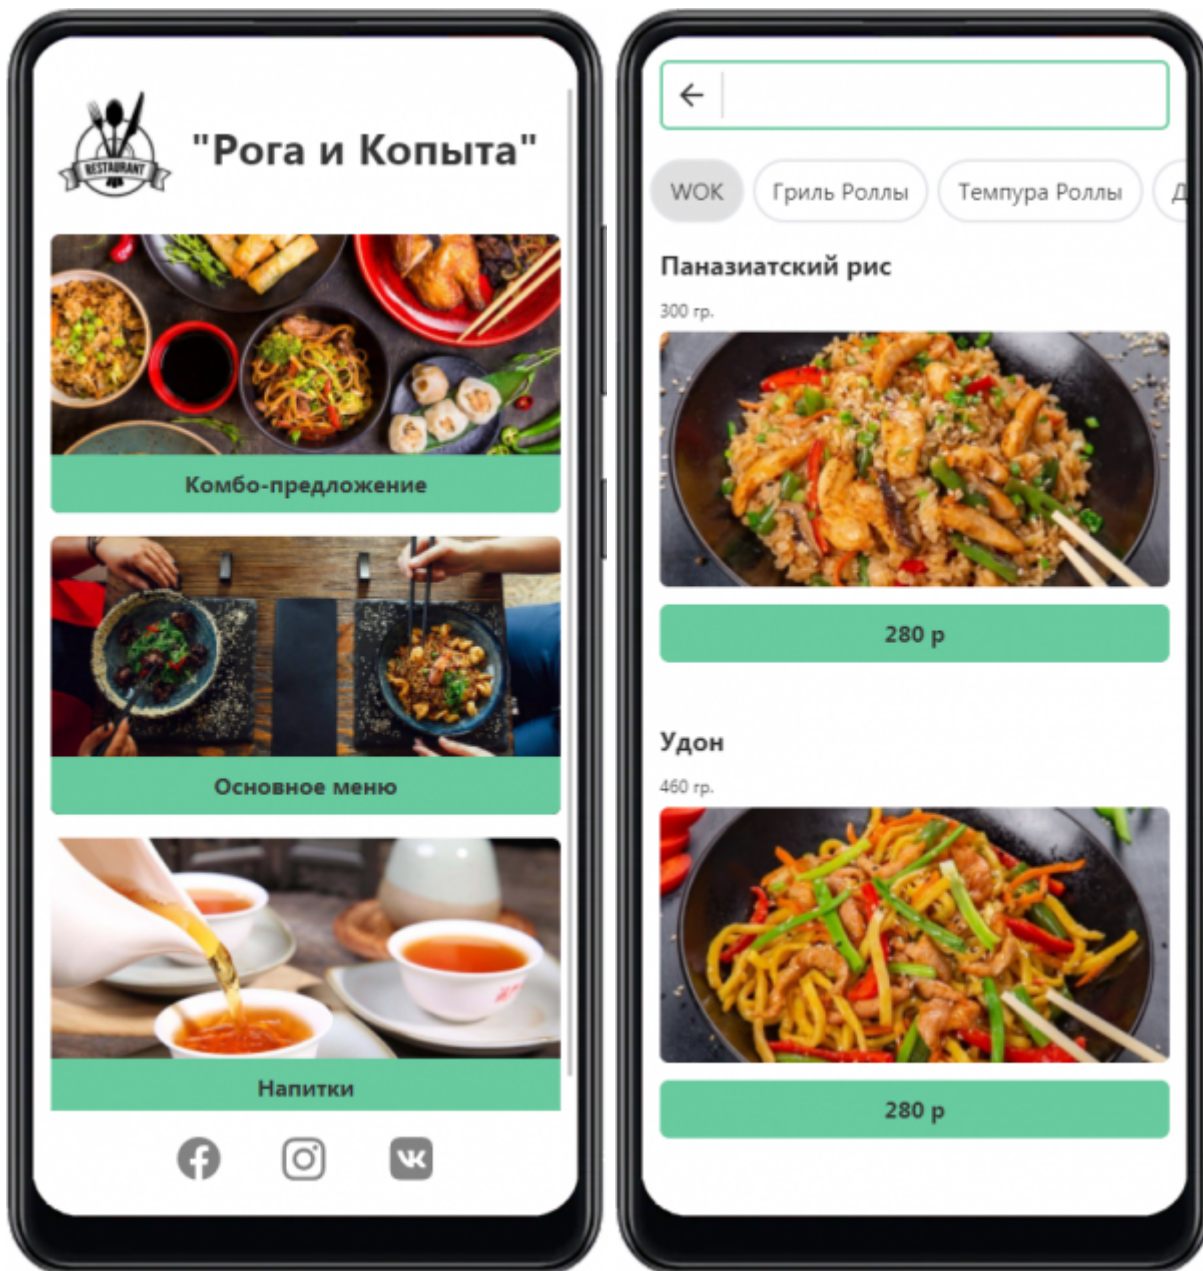 RESTAURANT
"Рога и Копыта"
Комбо-предложение
Основное меню
Напитки
WOK
Гриль Роллы
Темпура Роллы
Д
Паназиатский рис
300 гр.
280 р
Удон
460 гр.
280 р